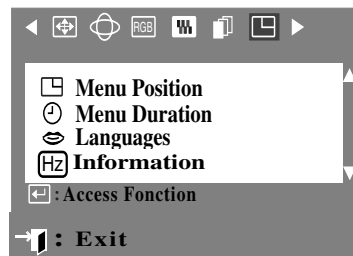 RGB
Menu Position
Menu Duration
Languages
Hz Information
: Access Fonction
: Exit